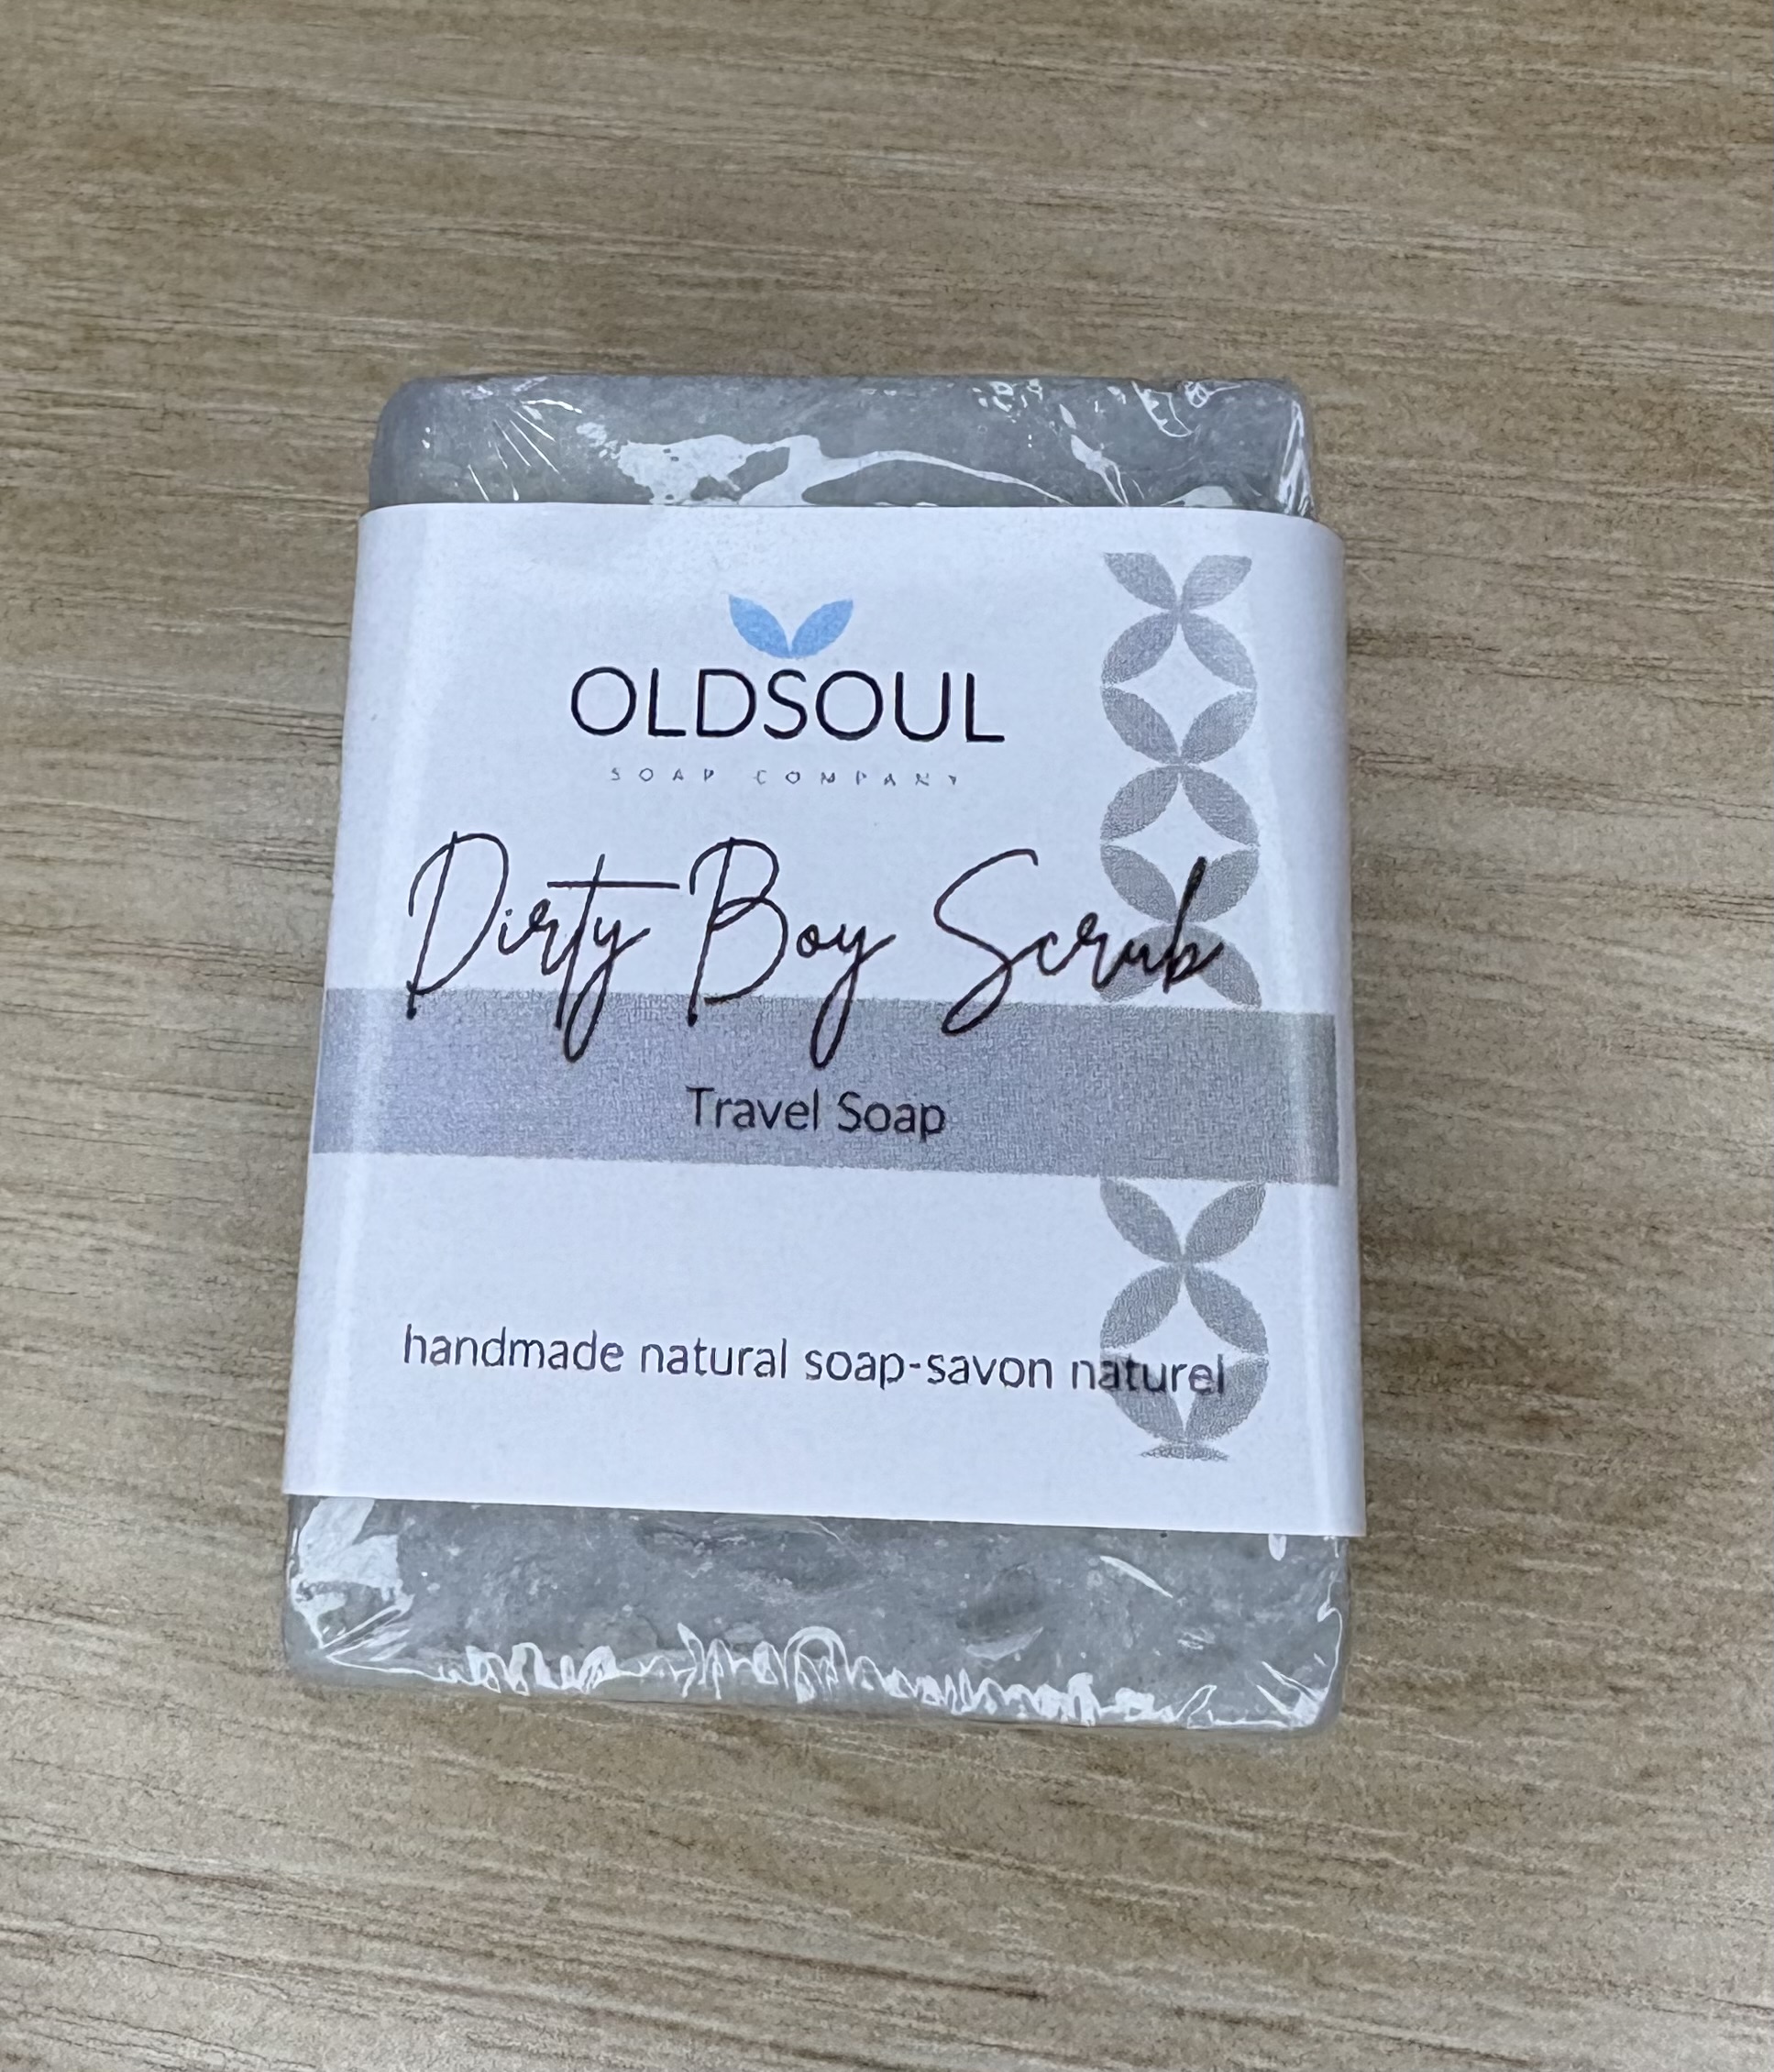 OLDSOUL
SOAP COMPANY
Dirty Boy Scrub
Travel Soap
handmade natural soap-savon naturel